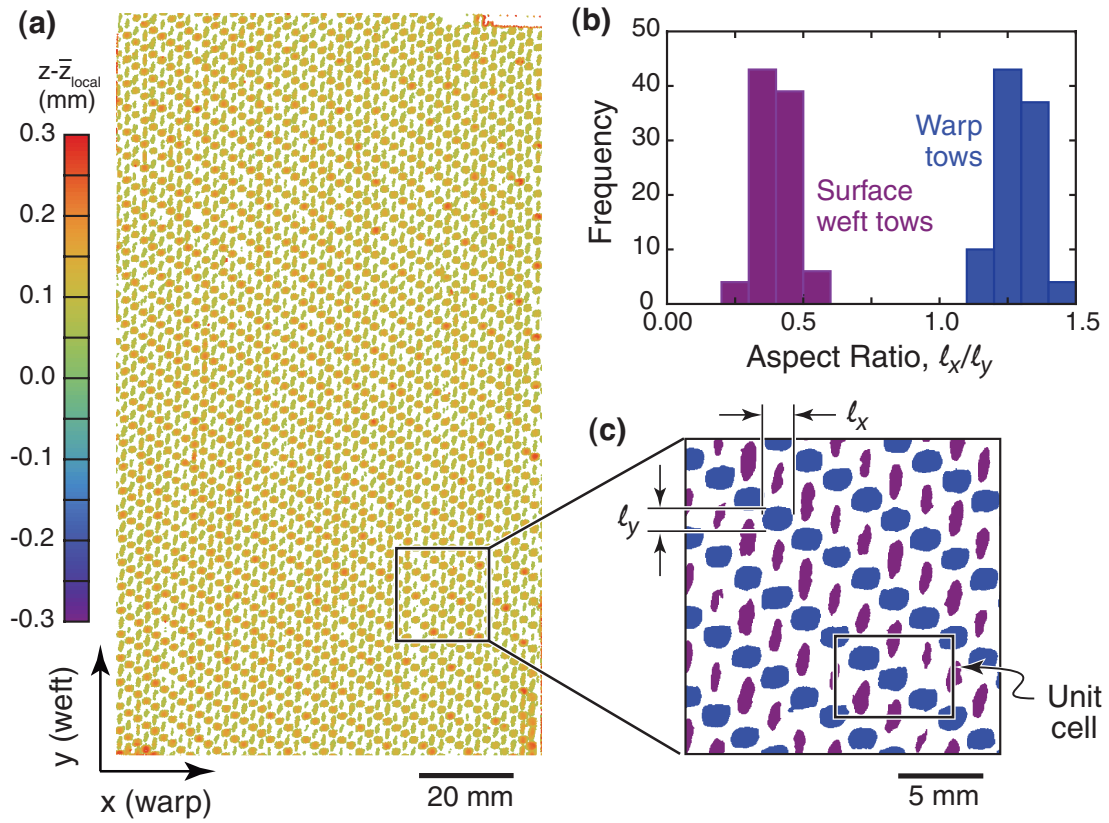 (a)
z-z̅local
(mm)
0.3
0.2
0.1
0.0
-0.1
-0.2
-0.3
y (weft)
x (warp)
20 mm
(b)
50
40
30
20
10
0
Frequency
Surface
weft tows
Warp
tows
0.00
0.5
1.0
1.5
Aspect Ratio, ℓx/ℓy
(c)
ℓx
ℓy
Unit
cell
5 mm